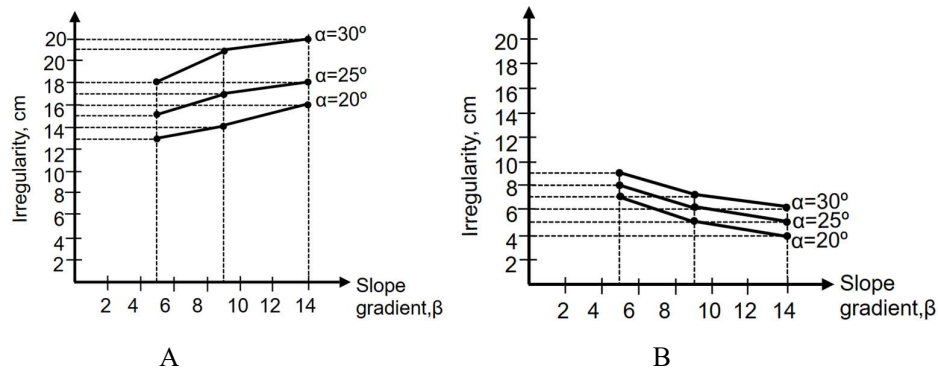 20
20
18
16
14
12
10
8
6
4
2
Irregularity, cm
α=30º
α=25º
α=20º
2 4 6 8 10 12 14
Slope
gradient,β
A
20
18
16
14
12
10
8
6
4
2
Irregularity, cm
α=30º
α=25º
α=20º
2 4 6 8 10 12 14
Slope
gradient,β
B